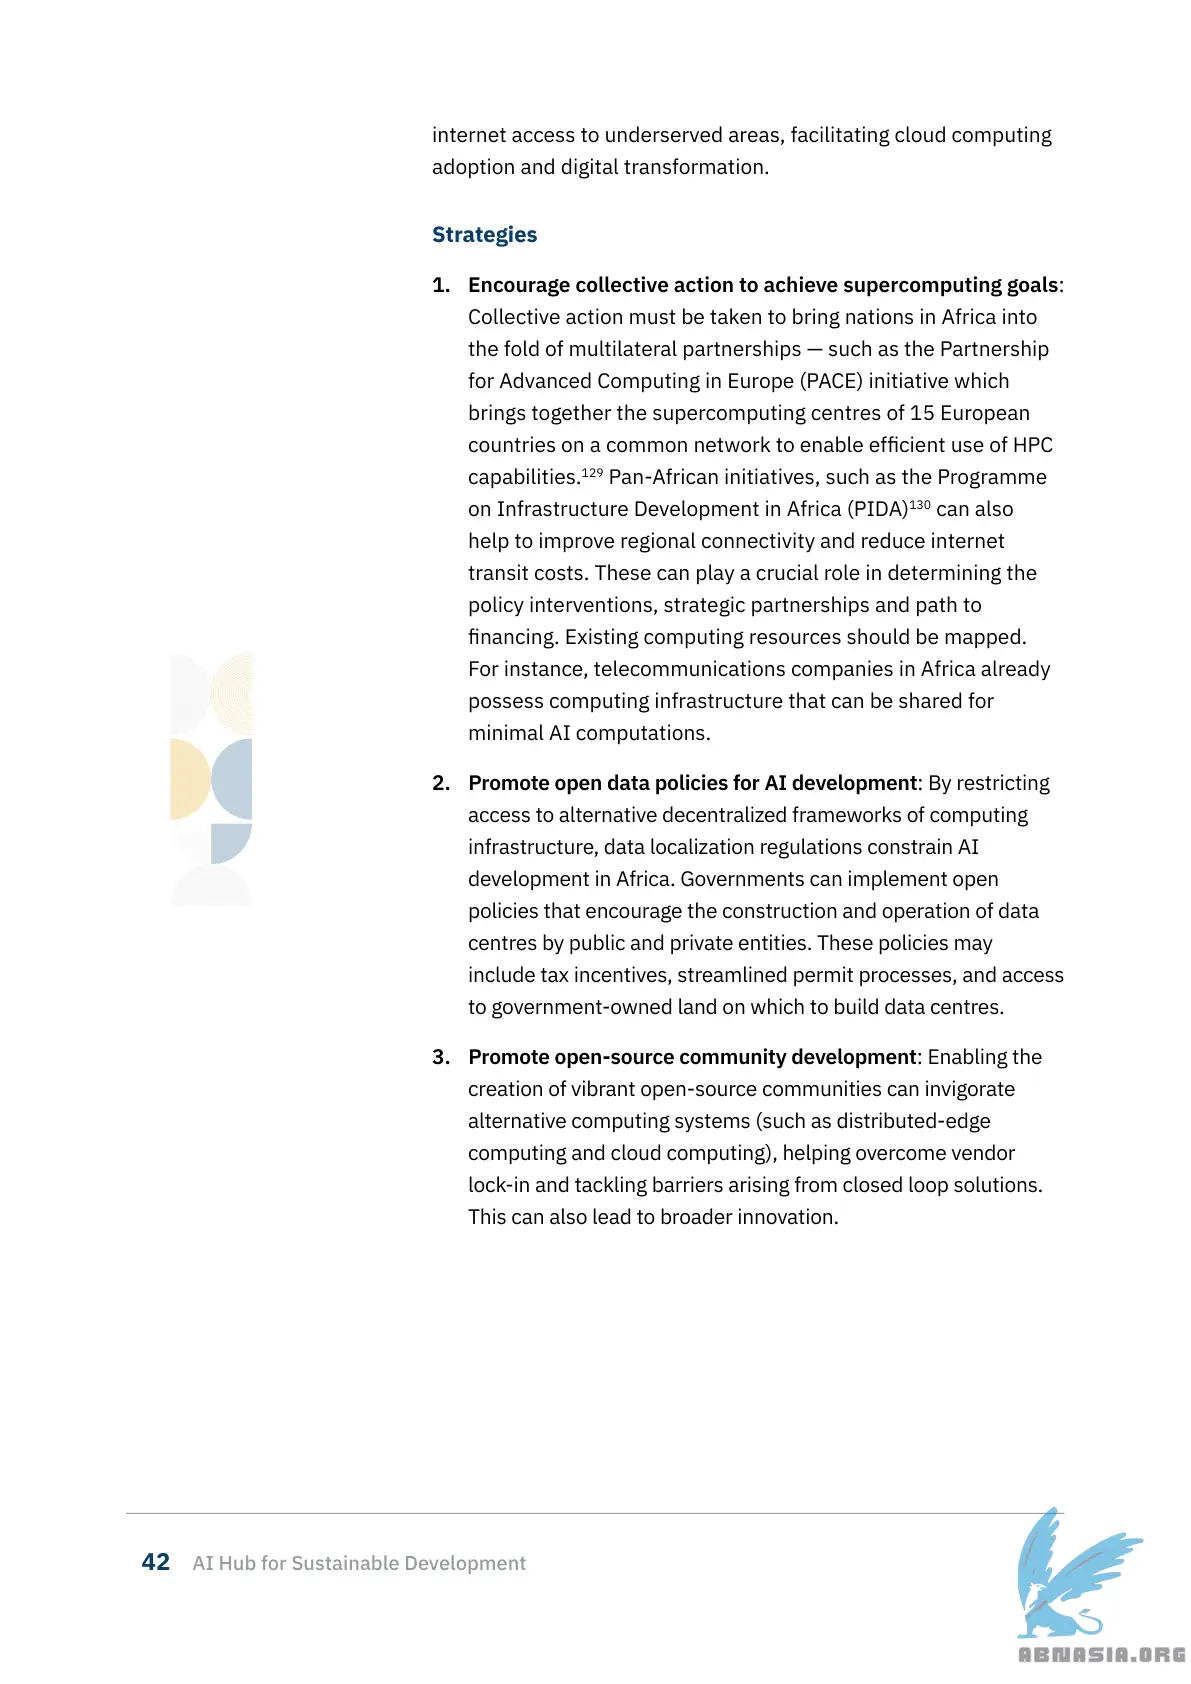 internet access to underserved areas, facilitating cloud computing
adoption and digital transformation.
Strategies
1. Encourage collective action to achieve supercomputing goals:
Collective action must be taken to bring nations in Africa into
the fold of multilateral partnerships — such as the Partnership
for Advanced Computing in Europe (PACE) initiative which
brings together the supercomputing centres of 15 European
countries on a common network to enable efficient use of HPC
capabilities.129 Pan-African initiatives, such as the Programme
on Infrastructure Development in Africa (PIDA)130 can also
help to improve regional connectivity and reduce internet
transit costs. These can play a crucial role in determining the
policy interventions, strategic partnerships and path to
financing. Existing computing resources should be mapped.
For instance, telecommunications companies in Africa already
possess computing infrastructure that can be shared for
minimal AI computations.
2. Promote open data policies for AI development: By restricting
access to alternative decentralized frameworks of computing
infrastructure, data localization regulations constrain AI
development in Africa. Governments can implement open
policies that encourage the construction and operation of data
centres by public and private entities. These policies may
include tax incentives, streamlined permit processes, and access
to government-owned land on which to build data centres.
3. Promote open-source community development: Enabling the
creation of vibrant open-source communities can invigorate
alternative computing systems (such as distributed-edge
computing and cloud computing), helping overcome vendor
lock-in and tackling barriers arising from closed loop solutions.
This can also lead to broader innovation.
42 AI Hub for Sustainable Development
ABNASIA.ORG